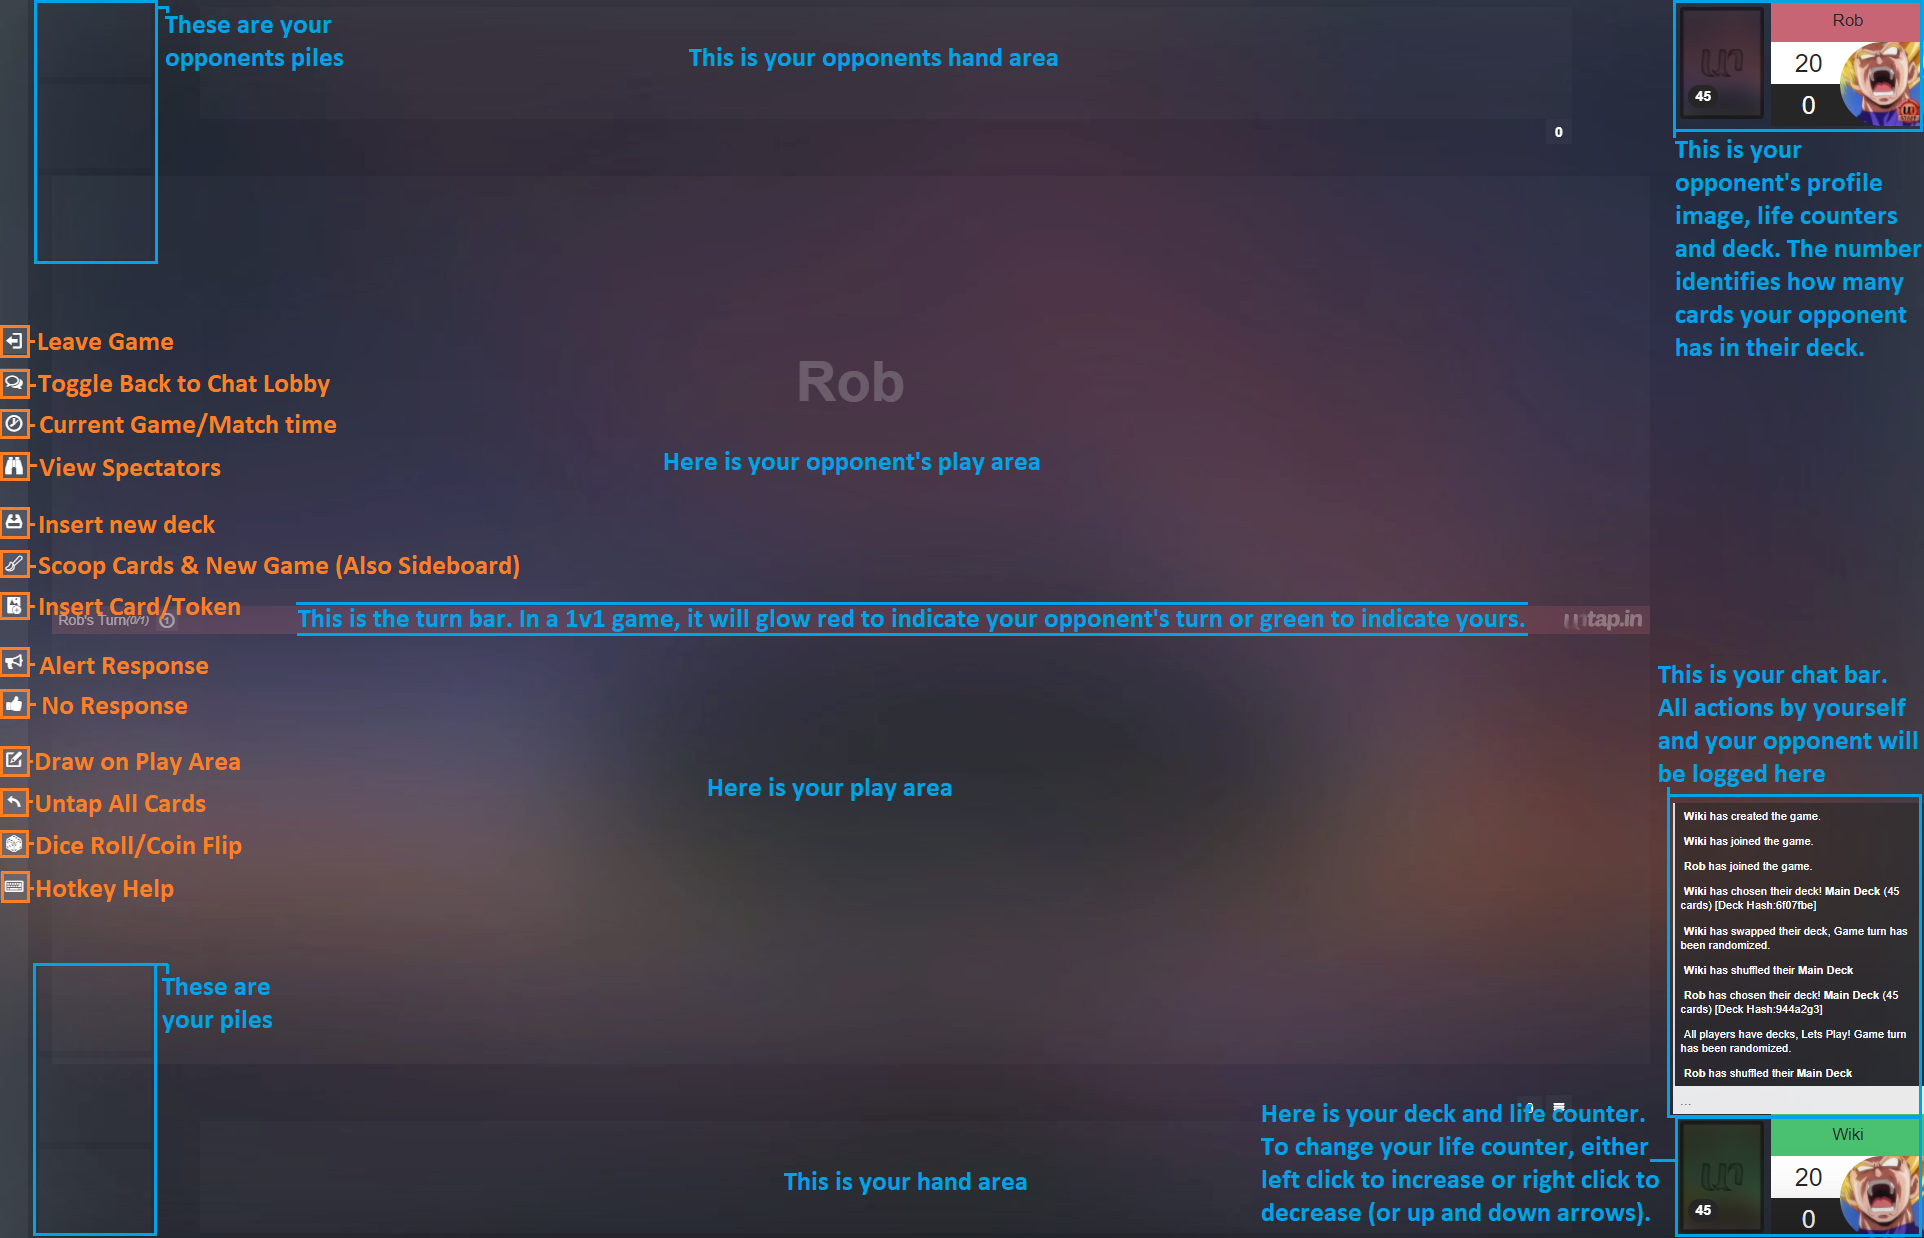 These are your
opponents piles
This is your opponents hand area
Rob
20
45
0
0
This is your
opponent's profile
image, life counters
and deck. The number
identifies how many
cards your opponent
has in their deck.
Leave Game
Toggle Back to Chat Lobby
Current Game/Match time
View Spectators
Rob
Here is your opponent's play area
Insert new deck
Scoop Cards & New Game (Also Sideboard)
Insert Card/Token
Rob's Turn(0/1) 1
This is the turn bar. In a 1v1 game, it will glow red to indicate your opponent's turn or green to indicate yours.
untap.in
Alert Response
No Response
Draw on Play Area
Untap All Cards
Dice Roll/Coin Flip
Hotkey Help
Here is your play area
This is your chat bar.
All actions by yourself
and your opponent will
be logged here
Wiki has created the game.
Wiki has joined the game.
Rob has joined the game.
Wiki has chosen their deck! Main Deck (45
cards) [Deck Hash:6f07fbe]
Wiki has swapped their deck, Game turn has
been randomized.
Wiki has shuffled their Main Deck
Rob has chosen their deck! Main Deck (45
cards) [Deck Hash:944a2g3]
All players have decks, Lets Play! Game turn
has been randomized.
Rob has shuffled their Main Deck
...
These are
your piles
This is your hand area
0
Here is your deck and life counter.
To change your life counter, either
left click to increase or right click to
decrease (or up and down arrows).
Wiki
20
45
0